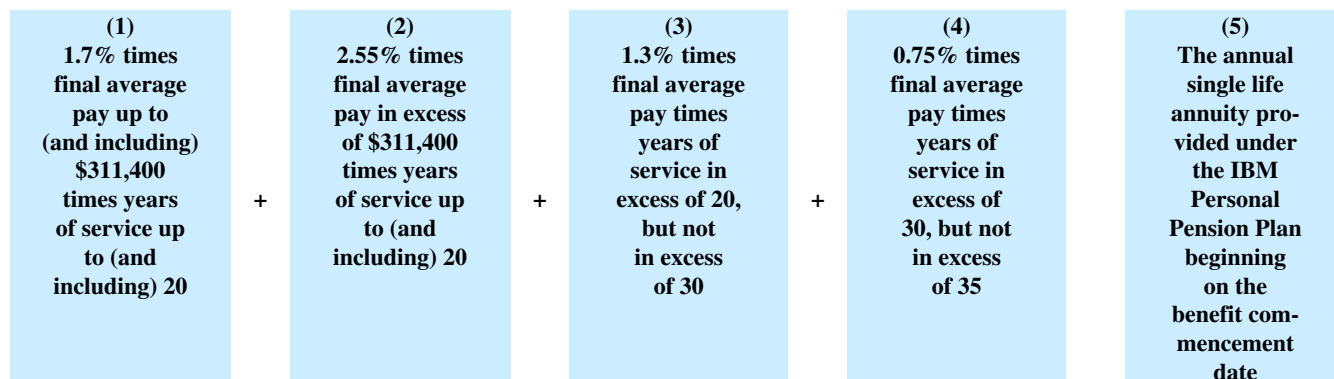 (1)
1.7% times
final average
pay up to
(and including)
$311,400
times years
of service up
to (and
including) 20
+
(2)
2.55% times
final average
pay in excess
of $311,400
times years
of service up
to (and
including) 20
+
(3)
1.3% times
final average
pay times
years of
service in
excess of 20,
but not
in excess
of 30
+
(4)
0.75% times
final average
pay times
years of
service in
excess of
30, but not
in excess
of 35
(5)
The annual
single life
annuity pro-
vided under
the IBM
Personal
Pension Plan
beginning
on the
benefit com-
mencement
date